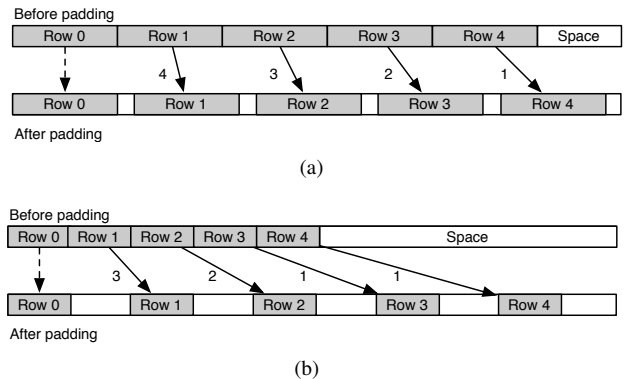 Before padding
Row 0 Row 1 Row 2 Row 3 Row 4 Space
4 3 2 1
Row 0 Row 1 Row 2 Row 3 Row 4
After padding
(a)
Before padding
Row 0 Row 1 Row 2 Row 3 Row 4 Space
3 2 1 1
Row 0 Row 1 Row 2 Row 3 Row 4
After padding
(b)